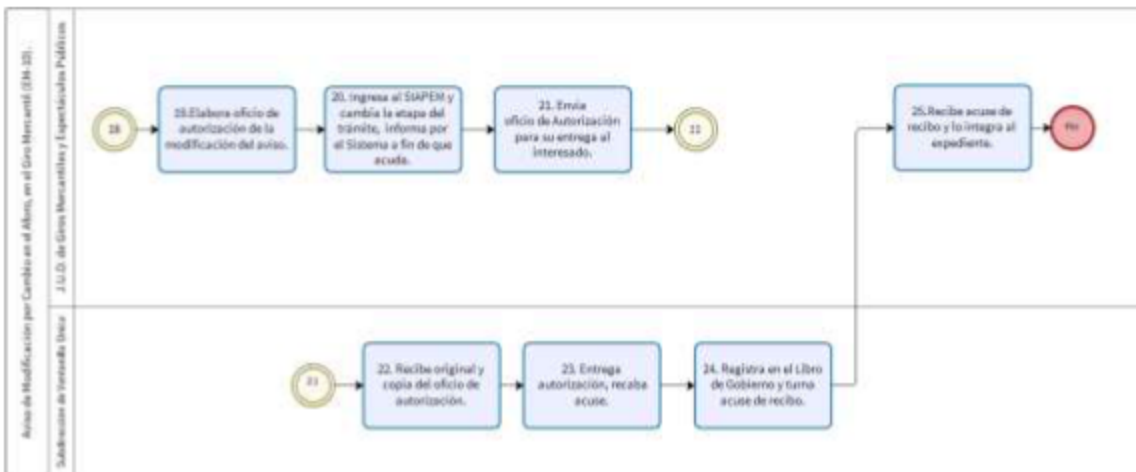 Aviso de Modificación por Cambio en el Aforo, en el Giro Mercantil (EM-10).
J.U.D. de Giros Mercantiles y Espectáculos Públicos
18
19.Elabora oficio de
autorización de la
modificación del aviso.
20. Ingresa al SIAPEM y
cambia la etapa del
trámite, informa por
el Sistema a fin de que
acuda.
21. Envía
oficio de Autorización
para su entrega al
interesado.
22
25.Recibe acuse de
recibo y lo integra al
expediente.
Fin
Subdirección de Ventanilla Única
21
22. Recibe original y
copia del oficio de
autorización.
23. Entrega
autorización, recaba
acuse.
24. Registra en el Libro
de Gobierno y turna
acuse de recibo.